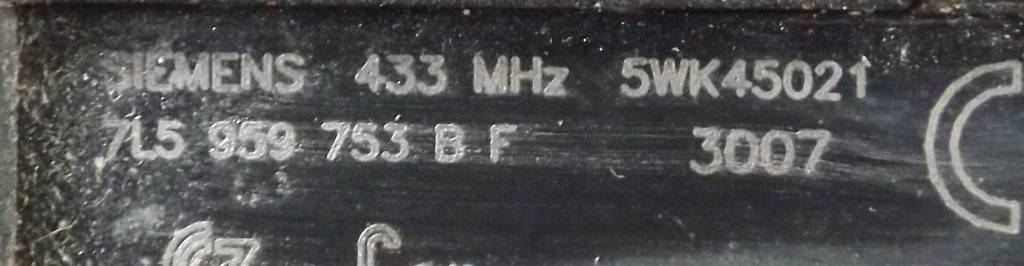 SIEMENS 433 MHz 5WK45021
7L5 959 753 B F 3007